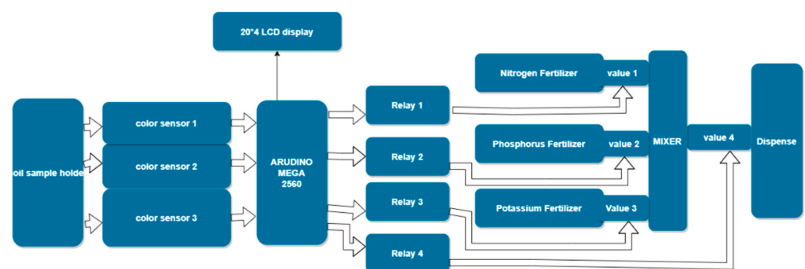 20*4 LCD display
Nitrogen Fertilizer
value 1
Relay 1
color sensor 1
oil sample holde
color sensor 2
color sensor 3
ARUDINO
MEGA
2560
Relay 2
Phosphorus Fertilizer
value 2
MIXER
value 4
Dispense
Relay 3
Potassium Fertilizer
Value 3
Relay 4